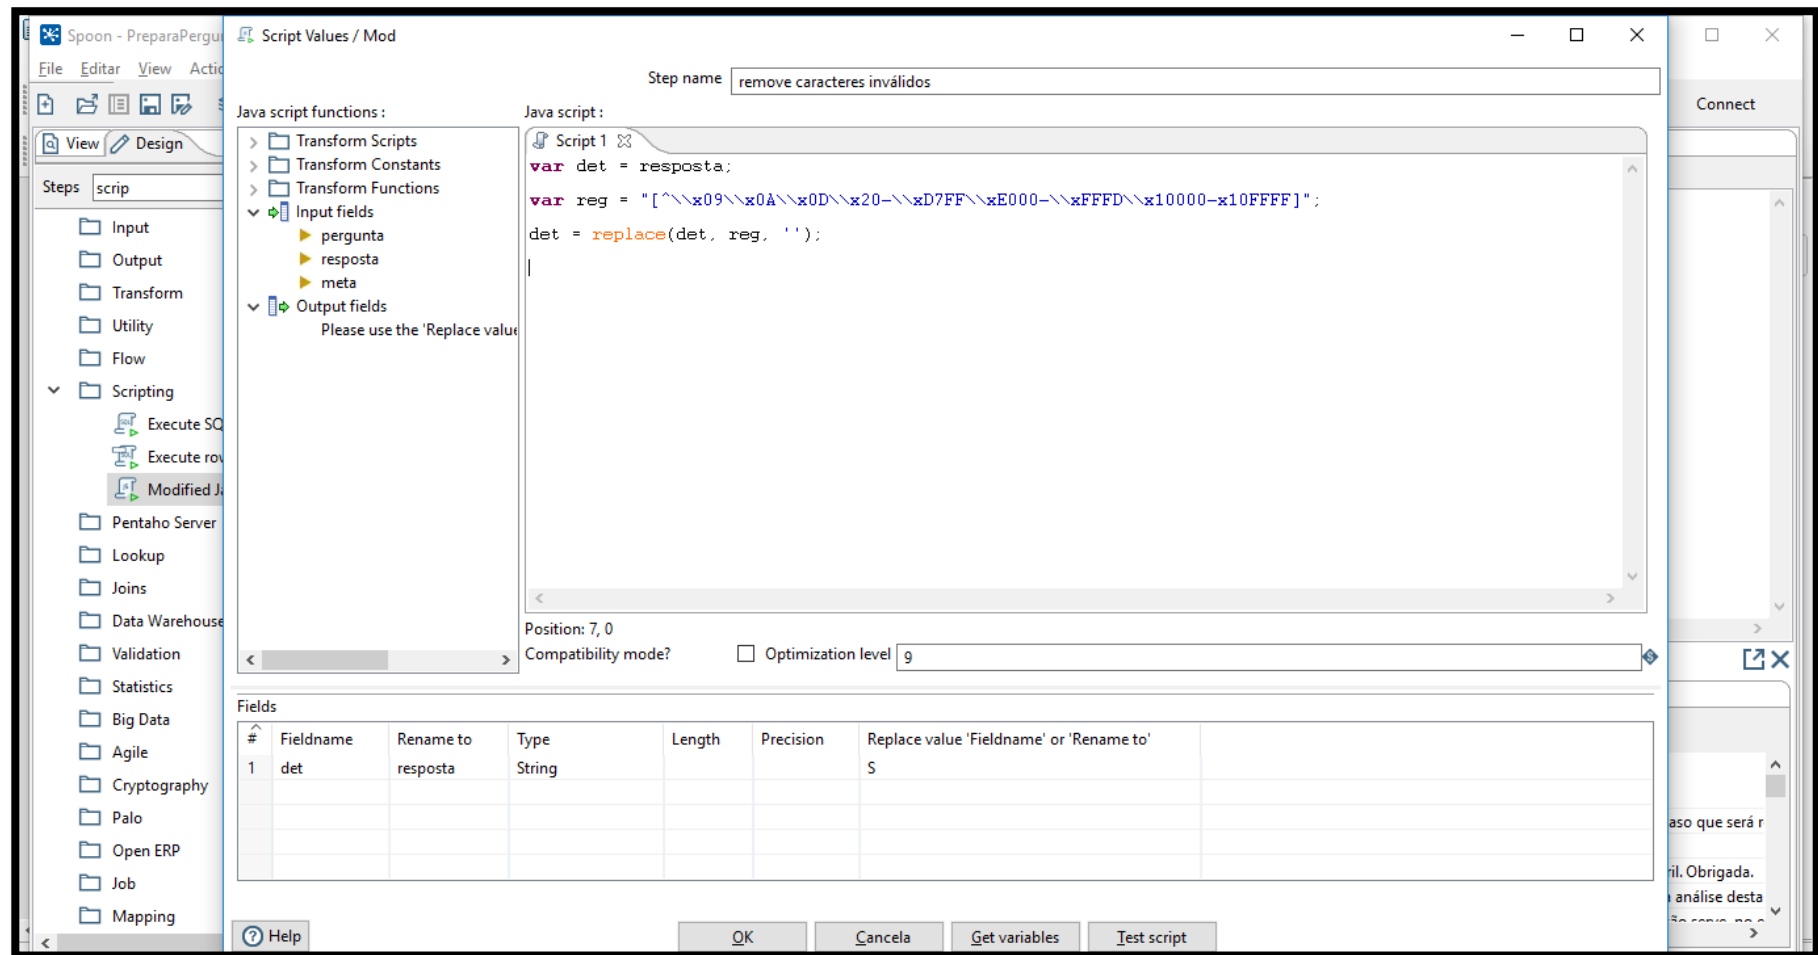 Spoon - PreparaPergu
Script Values / Mod
File Editar View Actio
Step name remove caracteres inválidos
Connect
Java script functions :
Java script :
View Design
Transform Scripts
Transform Constants
Transform Functions
Input fields
pergunta
resposta
meta
Output fields
Please use the 'Replace value
Script 1
var det = resposta;
var reg = "[^\\x09\\x0A\\x0D\\x20-\\xD7FF\\xE000-\\xFFFD\\x10000-x10FFFF]";
det = replace(det, reg, '');
Steps scrip
Input
Output
Transform
Utility
Flow
Scripting
Execute SQ
Execute rov
Modified Ja
Pentaho Server
Lookup
Joins
Data Warehouse
Validation
Statistics
Big Data
Agile
Cryptography
Palo
Open ERP
Job
Mapping
Position: 7, 0
Compatibility mode? Optimization level 9
Fields
# Fieldname Rename to Type Length Precision Replace value 'Fieldname' or 'Rename to'
1 det resposta String S
aso que será r
ril. Obrigada.
análise desta
Help
OK Cancela Get variables Test script